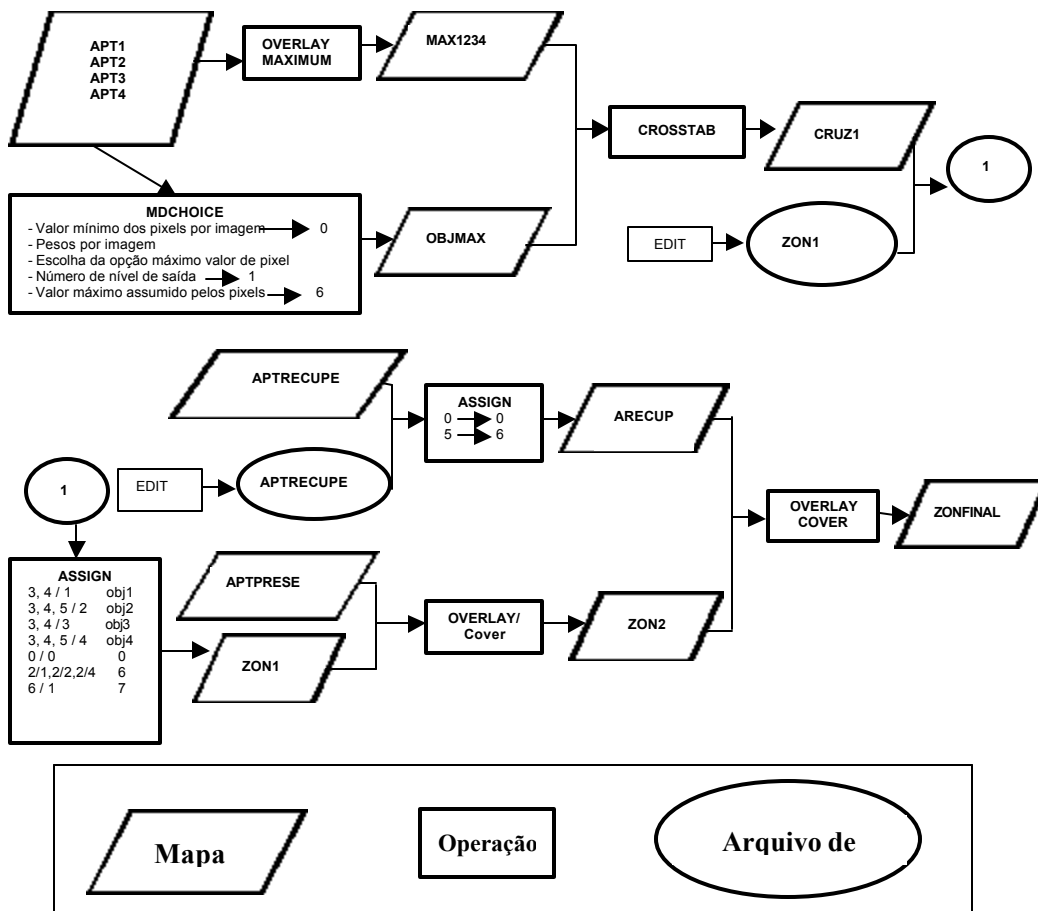 APT1
APT2
APT3
APT4
OVERLAY
MAXIMUM
MAX1234
CROSSTAB
CRUZ1
1
MDCHOICE
- Valor mínimo dos pixels por imagem 0
- Pesos por imagem
- Escolha da opção máximo valor de pixel
- Número de nível de saída 1
- Valor máximo assumido pelos pixels 6
OBJMAX
EDIT
ZON1
APTRECUPE
ASSIGN
0 0
5 6
ARECUP
1
EDIT
APTRECUPE
OVERLAY
COVER
ZONFINAL
ASSIGN
3, 4 / 1 obj1
3, 4, 5 / 2 obj2
3, 4 / 3 obj3
3, 4, 5 / 4 obj4
0 / 0 0
2/1,2/2,2/4 6
6 / 1 7
APTPRESE
ZON1
OVERLAY/
Cover
ZON2
Mapa
Operação
Arquivo de